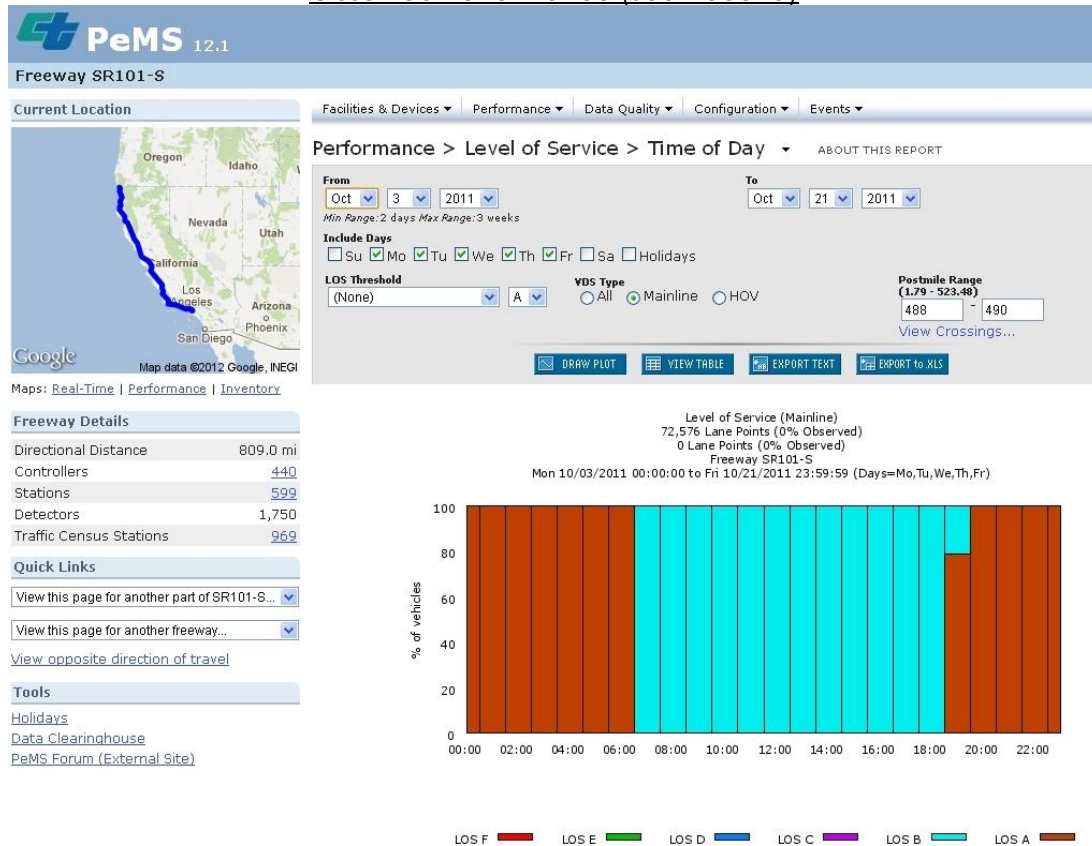 PeMS 12.1
Freeway SR101-S
Current Location
Oregon
Idaho
Nevada
Utah
California
Los Angeles
Arizona
Phoenix
San Diego
Google
Map data ©2012 Google, INEGI
Maps: Real-Time | Performance | Inventory
Freeway Details
Directional Distance 809.0 mi
Controllers 440
Stations 599
Detectors 1,750
Traffic Census Stations 969
Quick Links
View this page for another part of SR101-S...
View this page for another freeway...
View opposite direction of travel
Tools
Holidays
Data Clearinghouse
PeMS Forum (External Site)
Facilities & Devices Performance Data Quality Configuration Events
Performance > Level of Service > Time of Day ABOUT THIS REPORT
From To
Oct 3 2011 Oct 21 2011
Min Range:2 days Max Range:3 weeks
Include Days
Su Mo Tu We Th Fr Sa Holidays
LOS Threshold VDS Type Postmile Range
(1.79 - 523.48)
(None) A All Mainline HOV 488 - 490
View Crossings...
DRAW PLOT VIEW TABLE EXPORT TEXT EXPORT to .XLS
Level of Service (Mainline)
72,576 Lane Points (0% Observed)
0 Lane Points (0% Observed)
Freeway SR101-S
Mon 10/03/2011 00:00:00 to Fri 10/21/2011 23:59:59 (Days=Mo,Tu,We,Th,Fr)
% of vehicles
100
80
60
40
20
0
00:00 02:00 04:00 06:00 08:00 10:00 12:00 14:00 16:00 18:00 20:00 22:00
LOS F LOS E LOS D LOS C LOS B LOS A